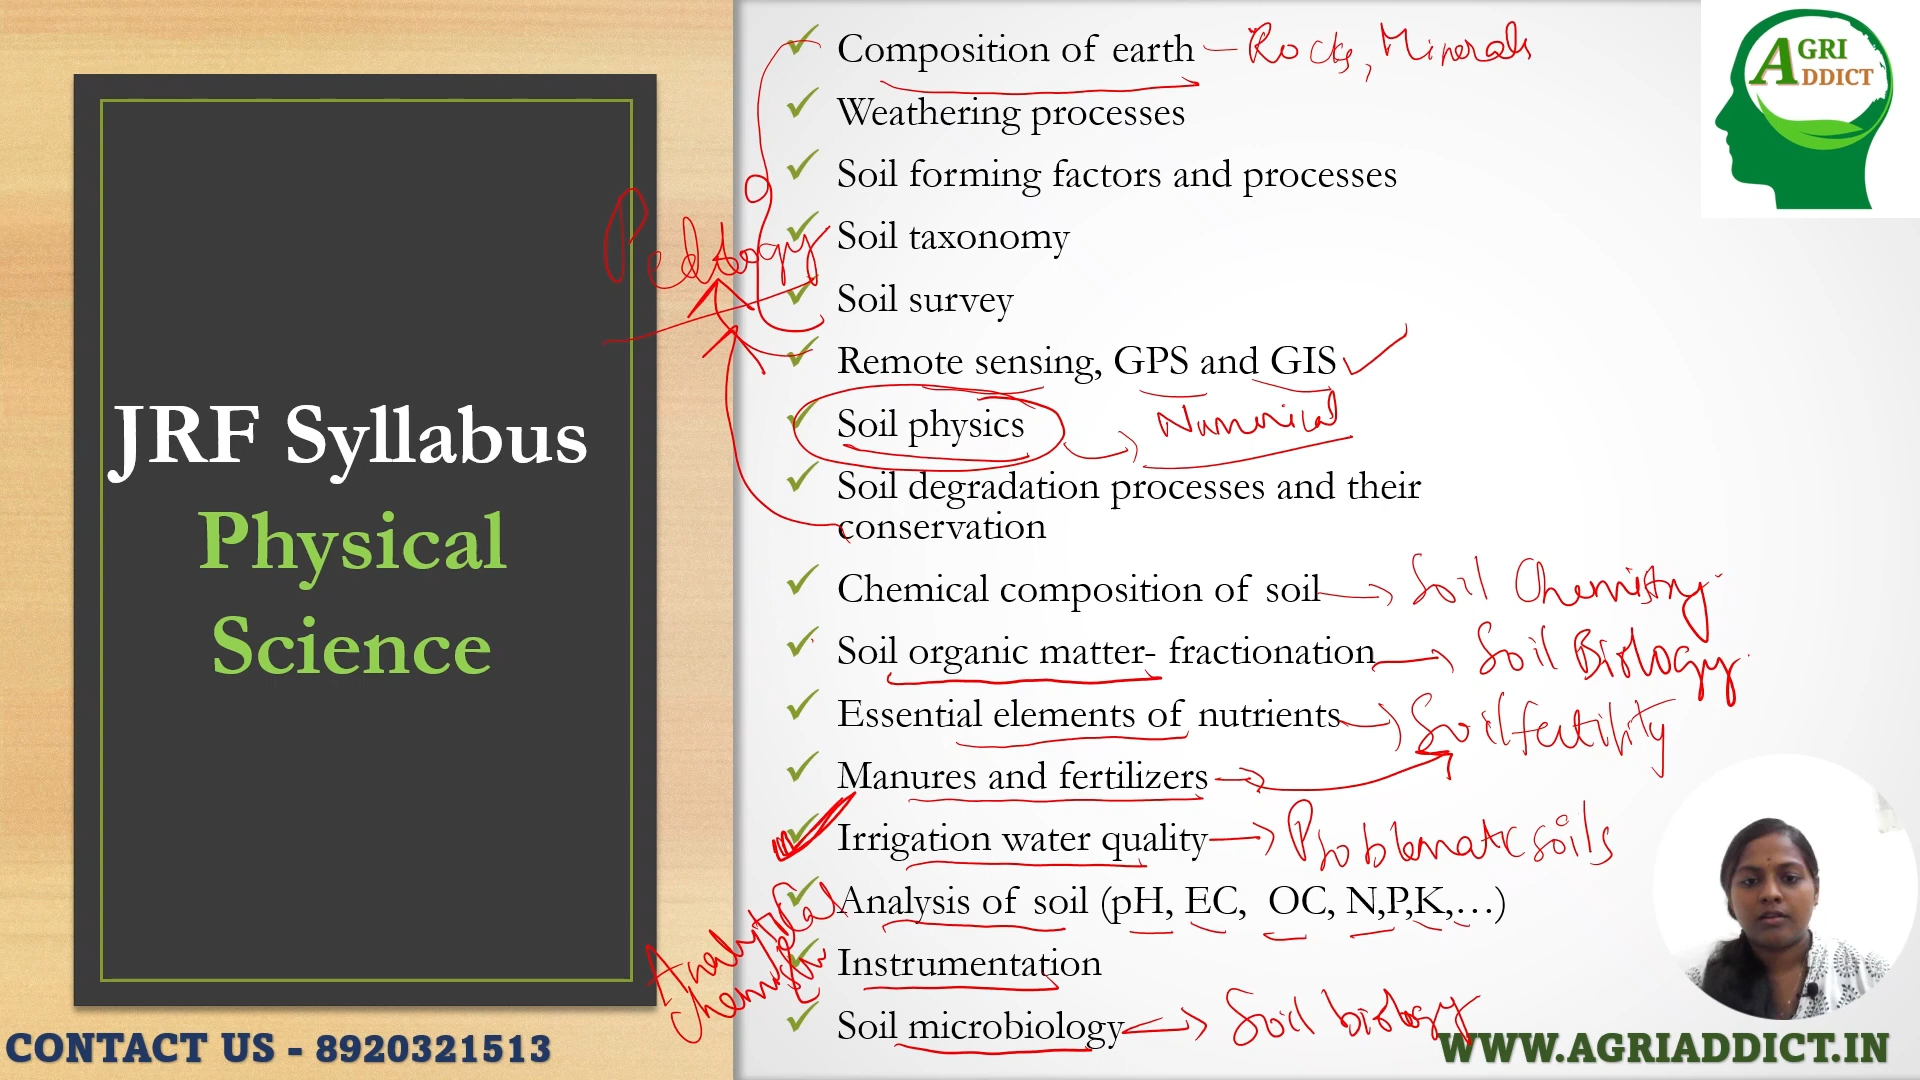 JRF Syllabus
Physical
Science
Composition of earth – Rocks, Minerals
Weathering processes
Soil forming factors and processes
Pedology
Soil taxonomy
Soil survey
Remote sensing, GPS and GIS
Soil physics
Numerical
Soil degradation processes and their
conservation
Chemical composition of soil
Soil Chemistry
Soil organic matter- fractionation
Soil Biology
Essential elements of nutrients
Soil fertility
Manures and fertilizers
Irrigation water quality
Problematic soils
Analysis of soil (pH, EC, OC, N,P,K,…)
Analytical
Instrumentation
Soil microbiology
Soil biology
AGRI
ADDICT
CONTACT US - 8920321513
WWW.AGRIADDICT.IN